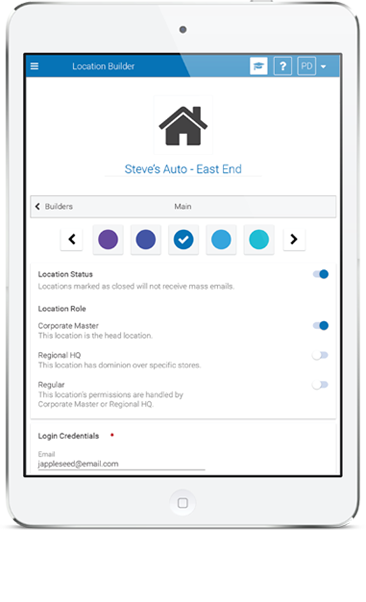 Location Builder
?
PD
Steve's Auto - East End
Builders
Main
Location Status
Locations marked as closed will not receive mass emails.
Location Role
Corporate Master
This location is the head location.
Regional HQ
This location has dominion over specific stores.
Regular
This location's permissions are handled by
Corporate Master or Regional HQ.
Login Credentials *
Email
jappleseed@email.com